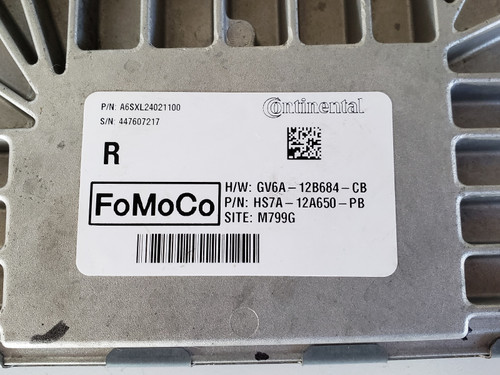 P/N: A6SXL24021100
S/N: 447607217
Continental
R
FoMoCo
H/W: GV6A-12B684-CB
P/N: HS7A-12A650-PB
SITE: M799G